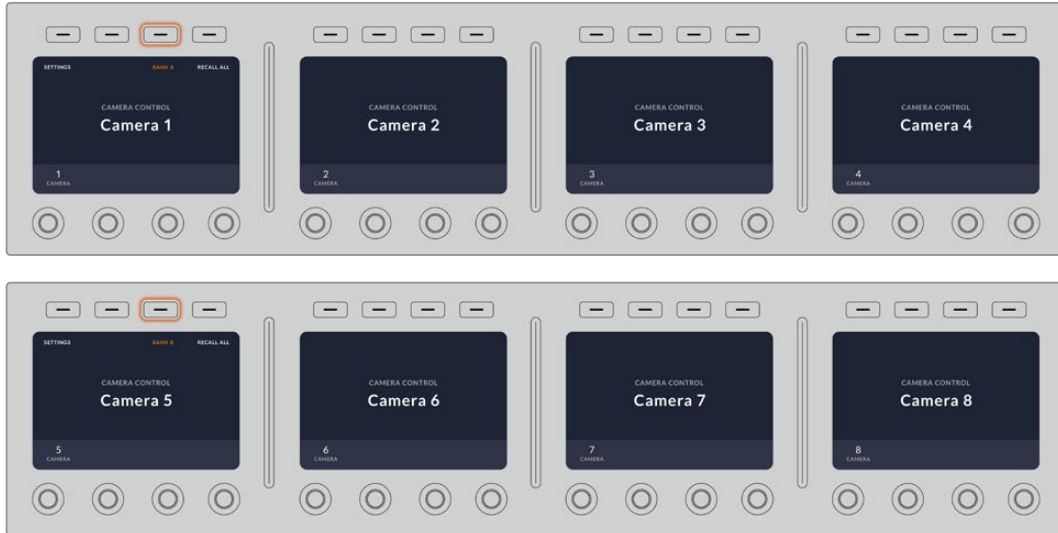 SETTINGS BANK A RECALL ALL
CAMERA CONTROL CAMERA CONTROL CAMERA CONTROL CAMERA CONTROL
Camera 1 Camera 2 Camera 3 Camera 4
1 2 3 4
CAMERA CAMERA CAMERA CAMERA
SETTINGS BANK B RECALL ALL
CAMERA CONTROL CAMERA CONTROL CAMERA CONTROL CAMERA CONTROL
Camera 5 Camera 6 Camera 7 Camera 8
5 6 7 8
CAMERA CAMERA CAMERA CAMERA